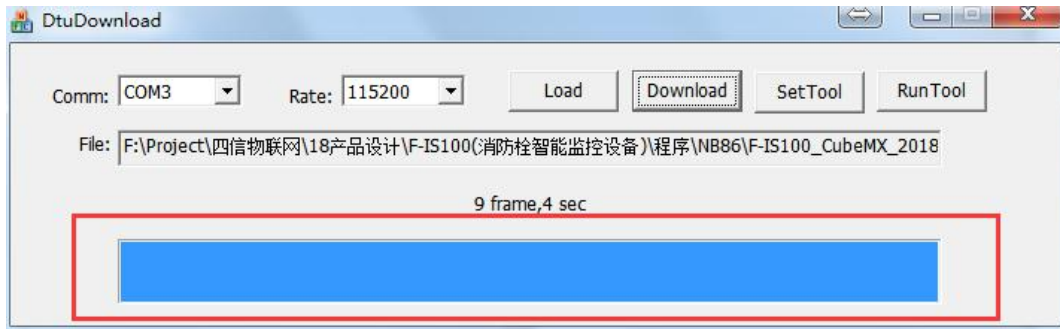 DtuDownload
Comm: COM3 Rate: 115200 Load Download SetTool RunTool
File: F:\Project\四信物联网\18产品设计\F-IS100(消防栓智能监控设备)\程序\NB86\F-IS100_CubeMX_2018
9 frame,4 sec